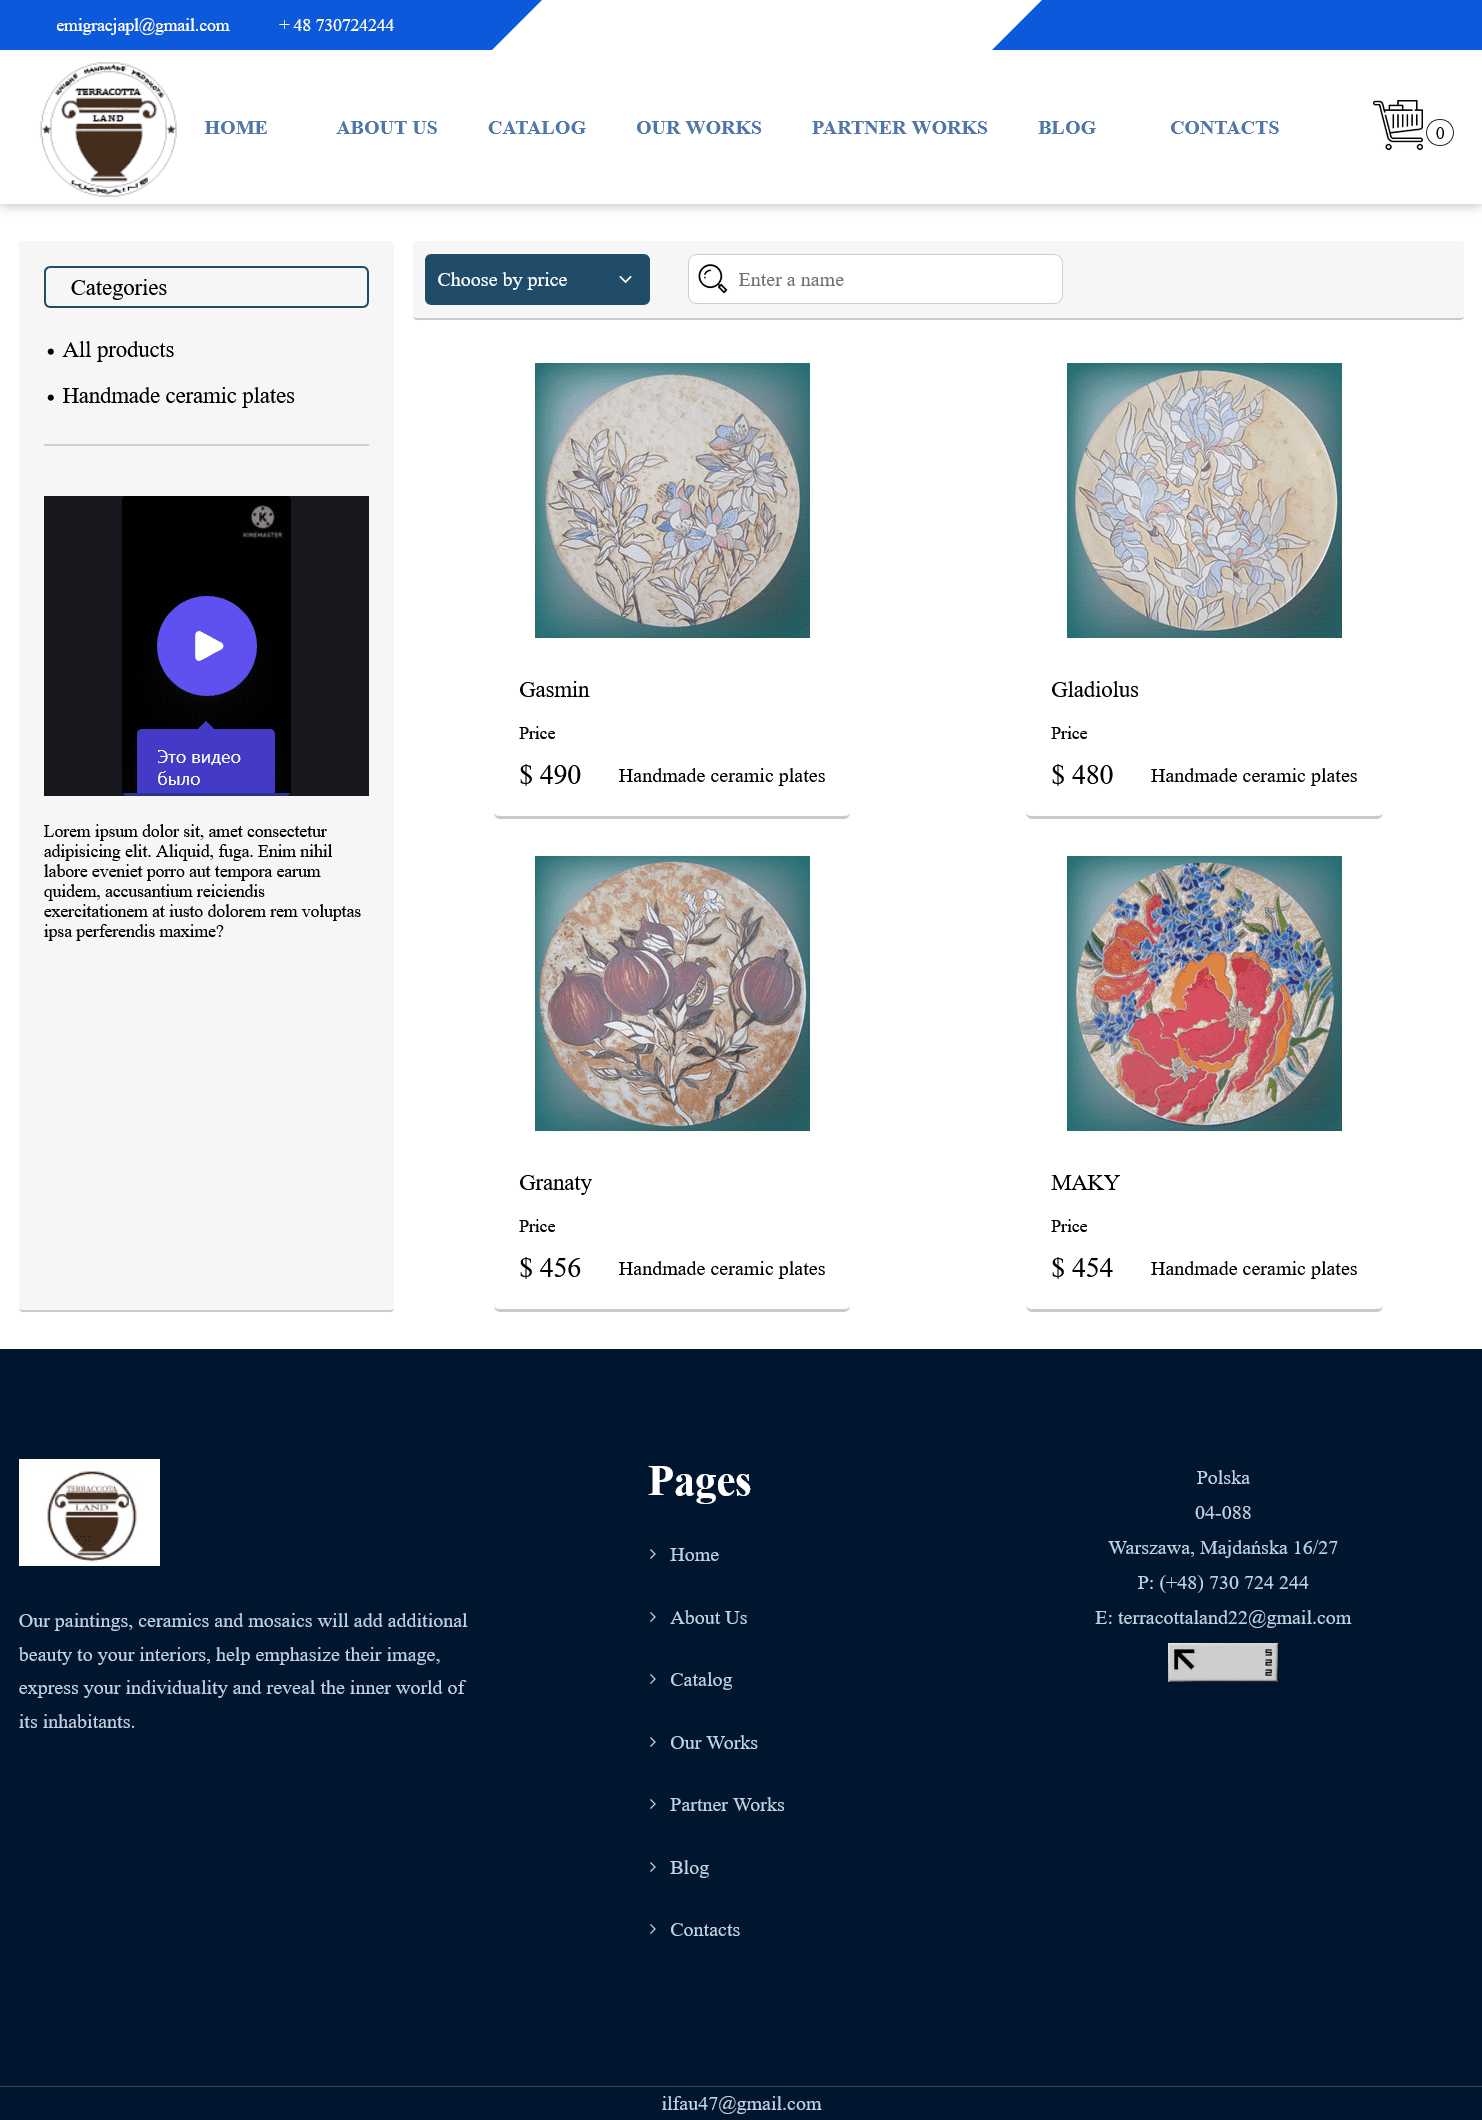 emigracjapl@gmail.com + 48 730724244
UNIQUE HANDMADE PRODUCTS
TERRACOTTA
LAND
UKRAINE
HOME ABOUT US CATALOG OUR WORKS PARTNER WORKS BLOG CONTACTS
0
Categories
• All products
• Handmade ceramic plates
K
KINEMASTER
Это видео
было
Lorem ipsum dolor sit, amet consectetur
adipisicing elit. Aliquid, fuga. Enim nihil
labore eveniet porro aut tempora earum
quidem, accusantium reiciendis
exercitationem at iusto dolorem rem voluptas
ipsa perferendis maxime?
Choose by price
Enter a name
Gasmin
Price
$ 490 Handmade ceramic plates
Gladiolus
Price
$ 480 Handmade ceramic plates
Granaty
Price
$ 456 Handmade ceramic plates
MAKY
Price
$ 454 Handmade ceramic plates
TERRACCOTA
LAND
Our paintings, ceramics and mosaics will add additional
beauty to your interiors, help emphasize their image,
express your individuality and reveal the inner world of
its inhabitants.
Pages
Home
About Us
Catalog
Our Works
Partner Works
Blog
Contacts
Polska
04-088
Warszawa, Majdańska 16/27
P: (+48) 730 724 244
E: terracottaland22@gmail.com
522
ilfau47@gmail.com